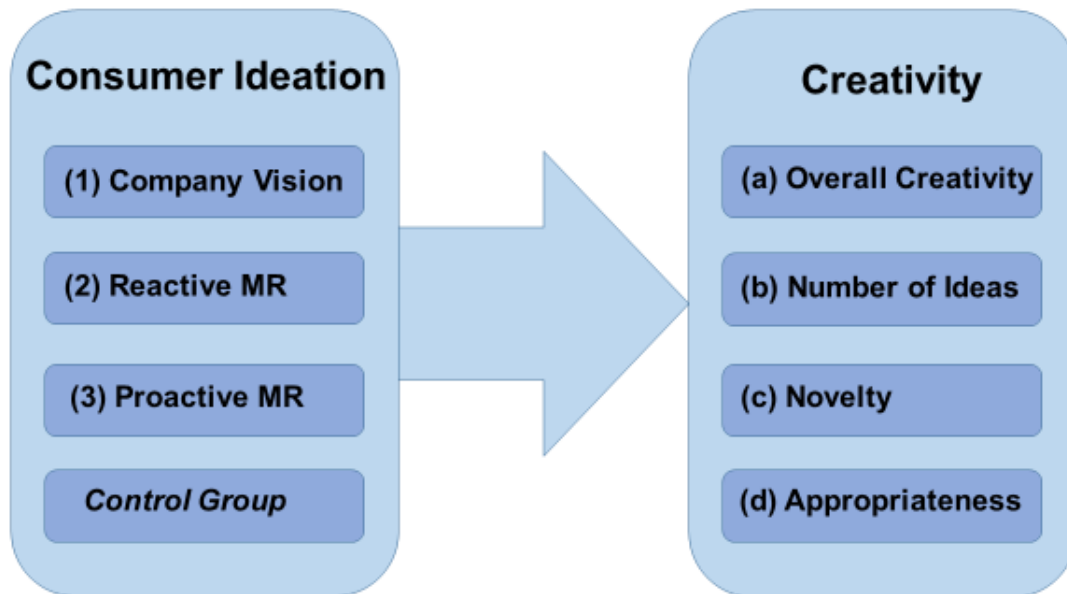 Consumer Ideation
(1) Company Vision
(2) Reactive MR
(3) Proactive MR
Control Group
Creativity
(a) Overall Creativity
(b) Number of Ideas
(c) Novelty
(d) Appropriateness